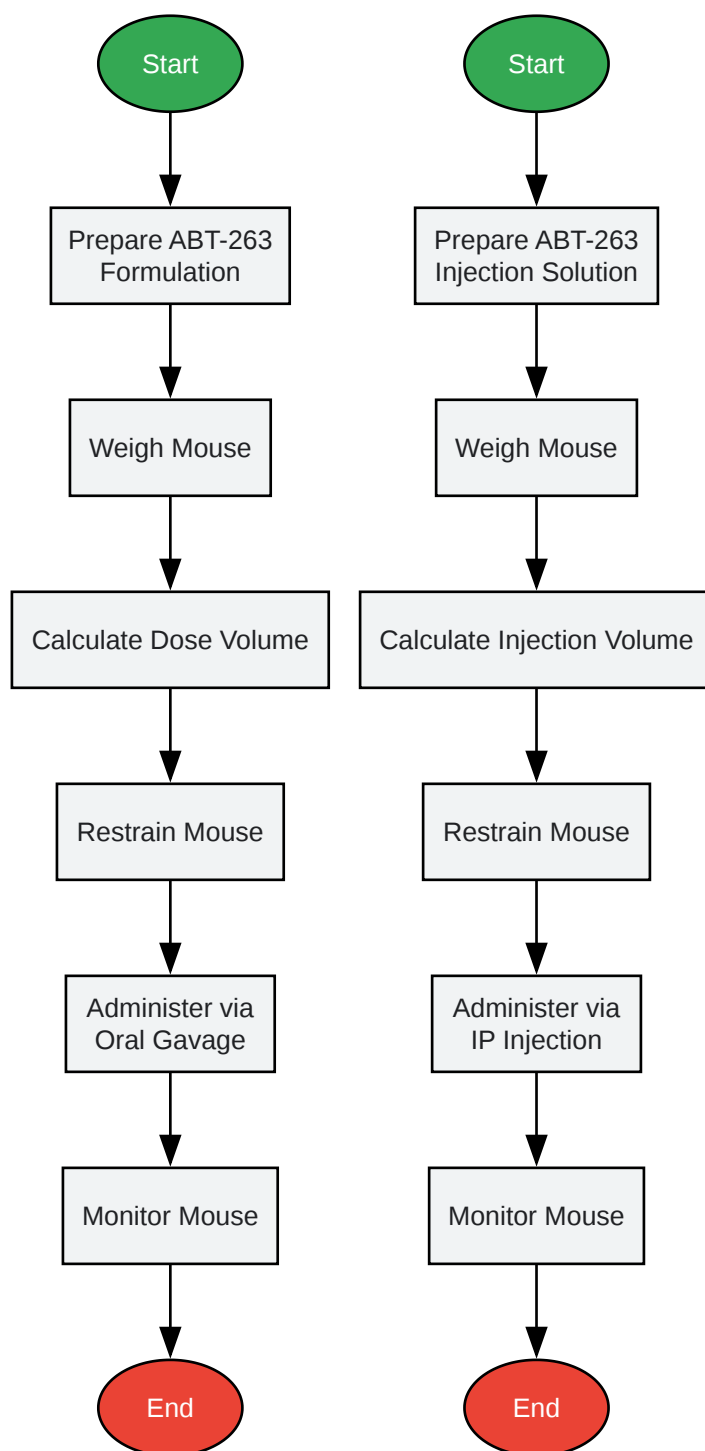 Start
Prepare ABT-263
Formulation
Weigh Mouse
Calculate Dose Volume
Restrain Mouse
Administer via
Oral Gavage
Monitor Mouse
End
Start
Prepare ABT-263
Injection Solution
Weigh Mouse
Calculate Injection Volume
Restrain Mouse
Administer via
IP Injection
Monitor Mouse
End